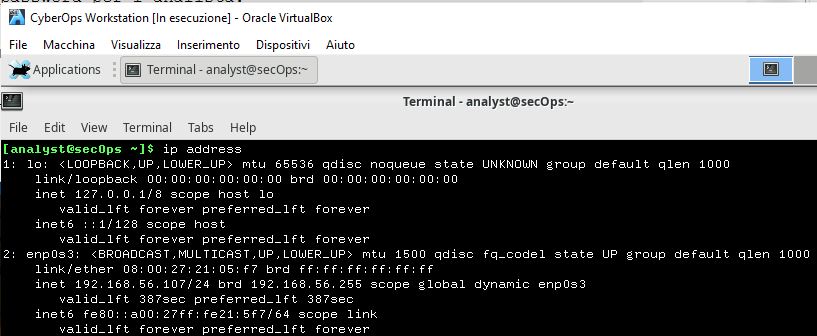 CyberOps Workstation [In esecuzione] - Oracle VirtualBox
File Macchina Visualizza Inserimento Dispositivi Aiuto
Applications Terminal - analyst@secOps:~
Terminal - analyst@secOps:~
File Edit View Terminal Tabs Help
[analyst@secOps ~]$ ip address
1: lo: <LOOPBACK,UP,LOWER_UP> mtu 65536 qdisc noqueue state UNKNOWN group default qlen 1000
    link/loopback 00:00:00:00:00:00 brd 00:00:00:00:00:00
    inet 127.0.0.1/8 scope host lo
       valid_lft forever preferred_lft forever
    inet6 ::1/128 scope host
       valid_lft forever preferred_lft forever
2: enp0s3: <BROADCAST,MULTICAST,UP,LOWER_UP> mtu 1500 qdisc fq_codel state UP group default qlen 1000
    link/ether 08:00:27:21:05:f7 brd ff:ff:ff:ff:ff:ff
    inet 192.168.56.107/24 brd 192.168.56.255 scope global dynamic enp0s3
       valid_lft 387sec preferred_lft 387sec
    inet6 fe80::a00:27ff:fe21:5f7/64 scope link
       valid_lft forever preferred_lft forever